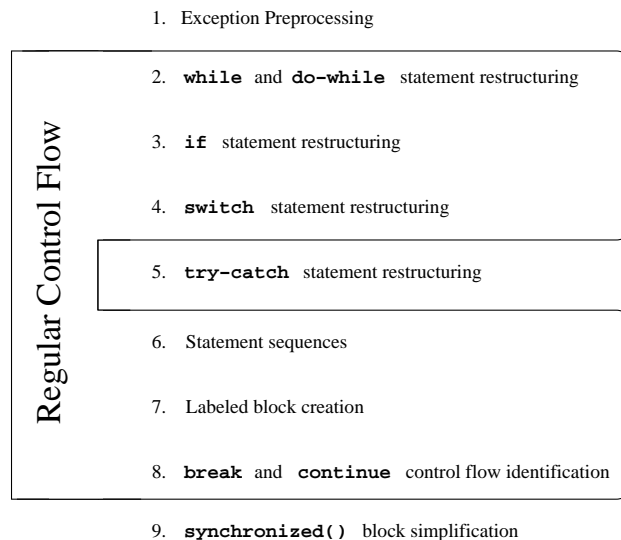 1. Exception Preprocessing
Regular Control Flow
2. while and do-while statement restructuring
3. if statement restructuring
4. switch statement restructuring
5. try-catch statement restructuring
6. Statement sequences
7. Labeled block creation
8. break and continue control flow identification
9. synchronized() block simplification